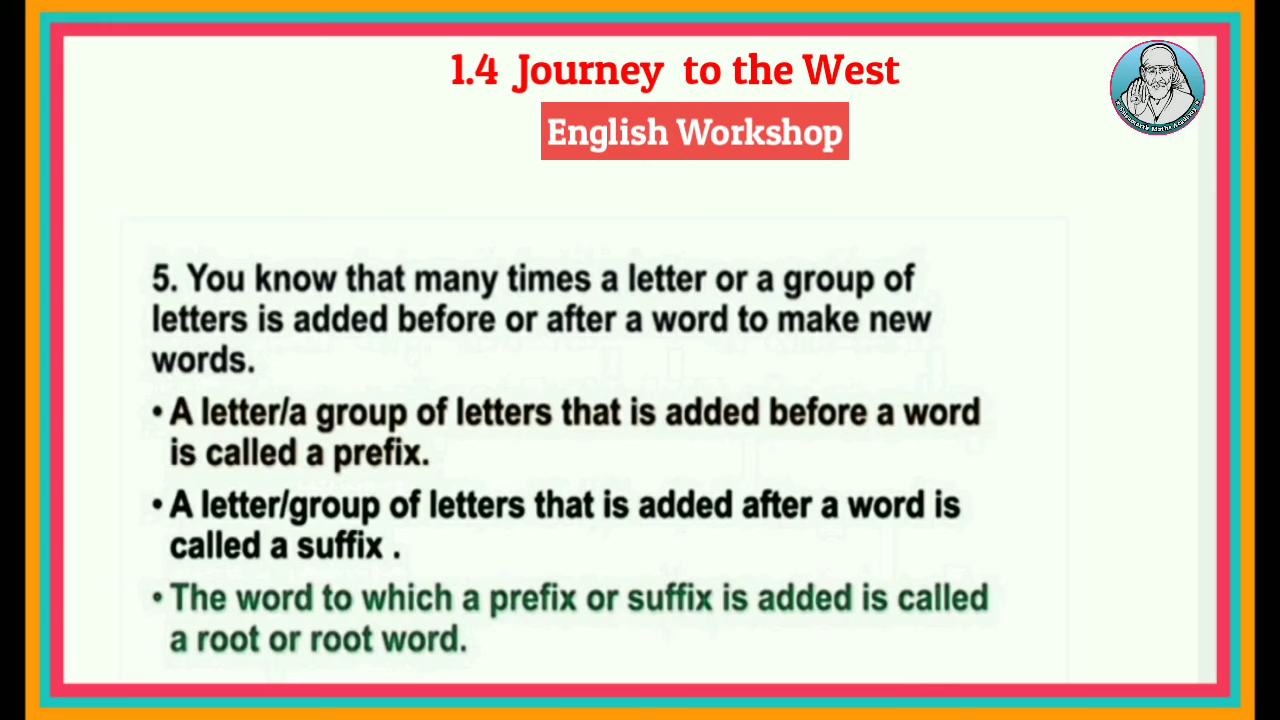 1.4 Journey to the West
English Workshop
5. You know that many times a letter or a group of
letters is added before or after a word to make new
words.
• A letter/a group of letters that is added before a word
is called a prefix.
• A letter/group of letters that is added after a word is
called a suffix .
• The word to which a prefix or suffix is added is called
a root or root word.